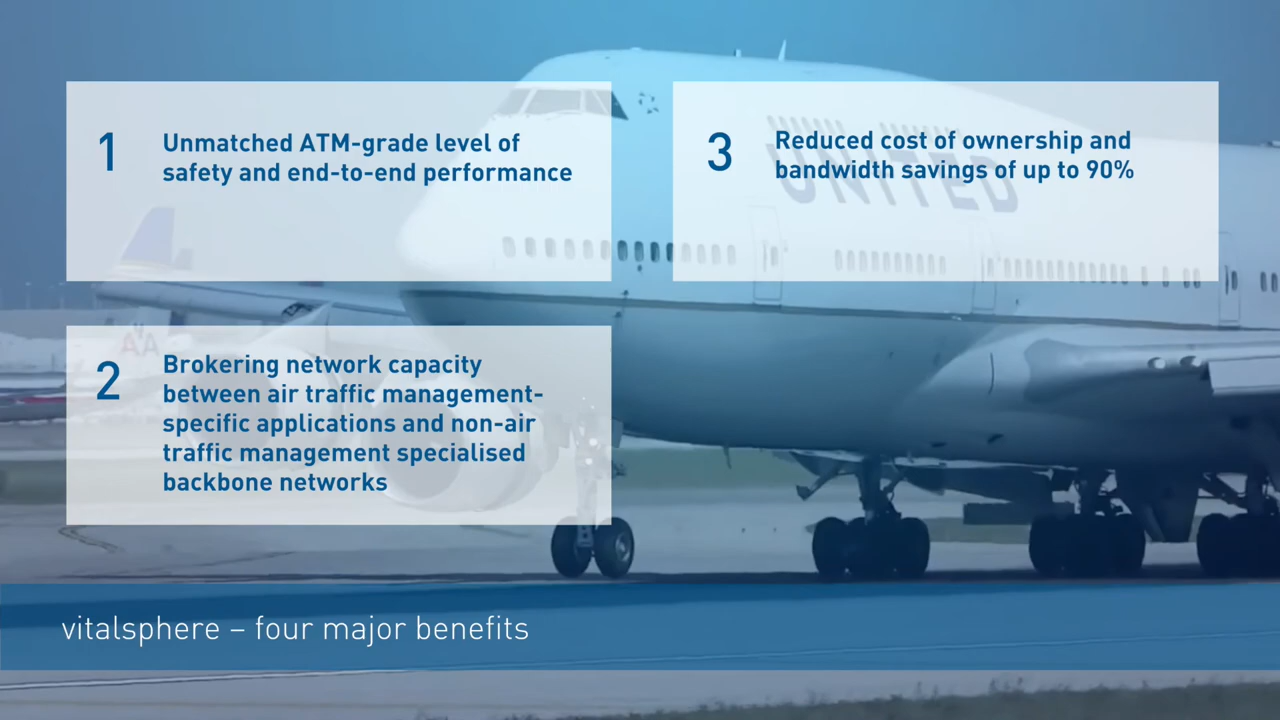 1
Unmatched ATM-grade level of
safety and end-to-end performance
2
Brokering network capacity
between air traffic management-
specific applications and non-air
traffic management specialised
backbone networks
3
Reduced cost of ownership and
bandwidth savings of up to 90%
UNITED
AA
vitalsphere – four major benefits